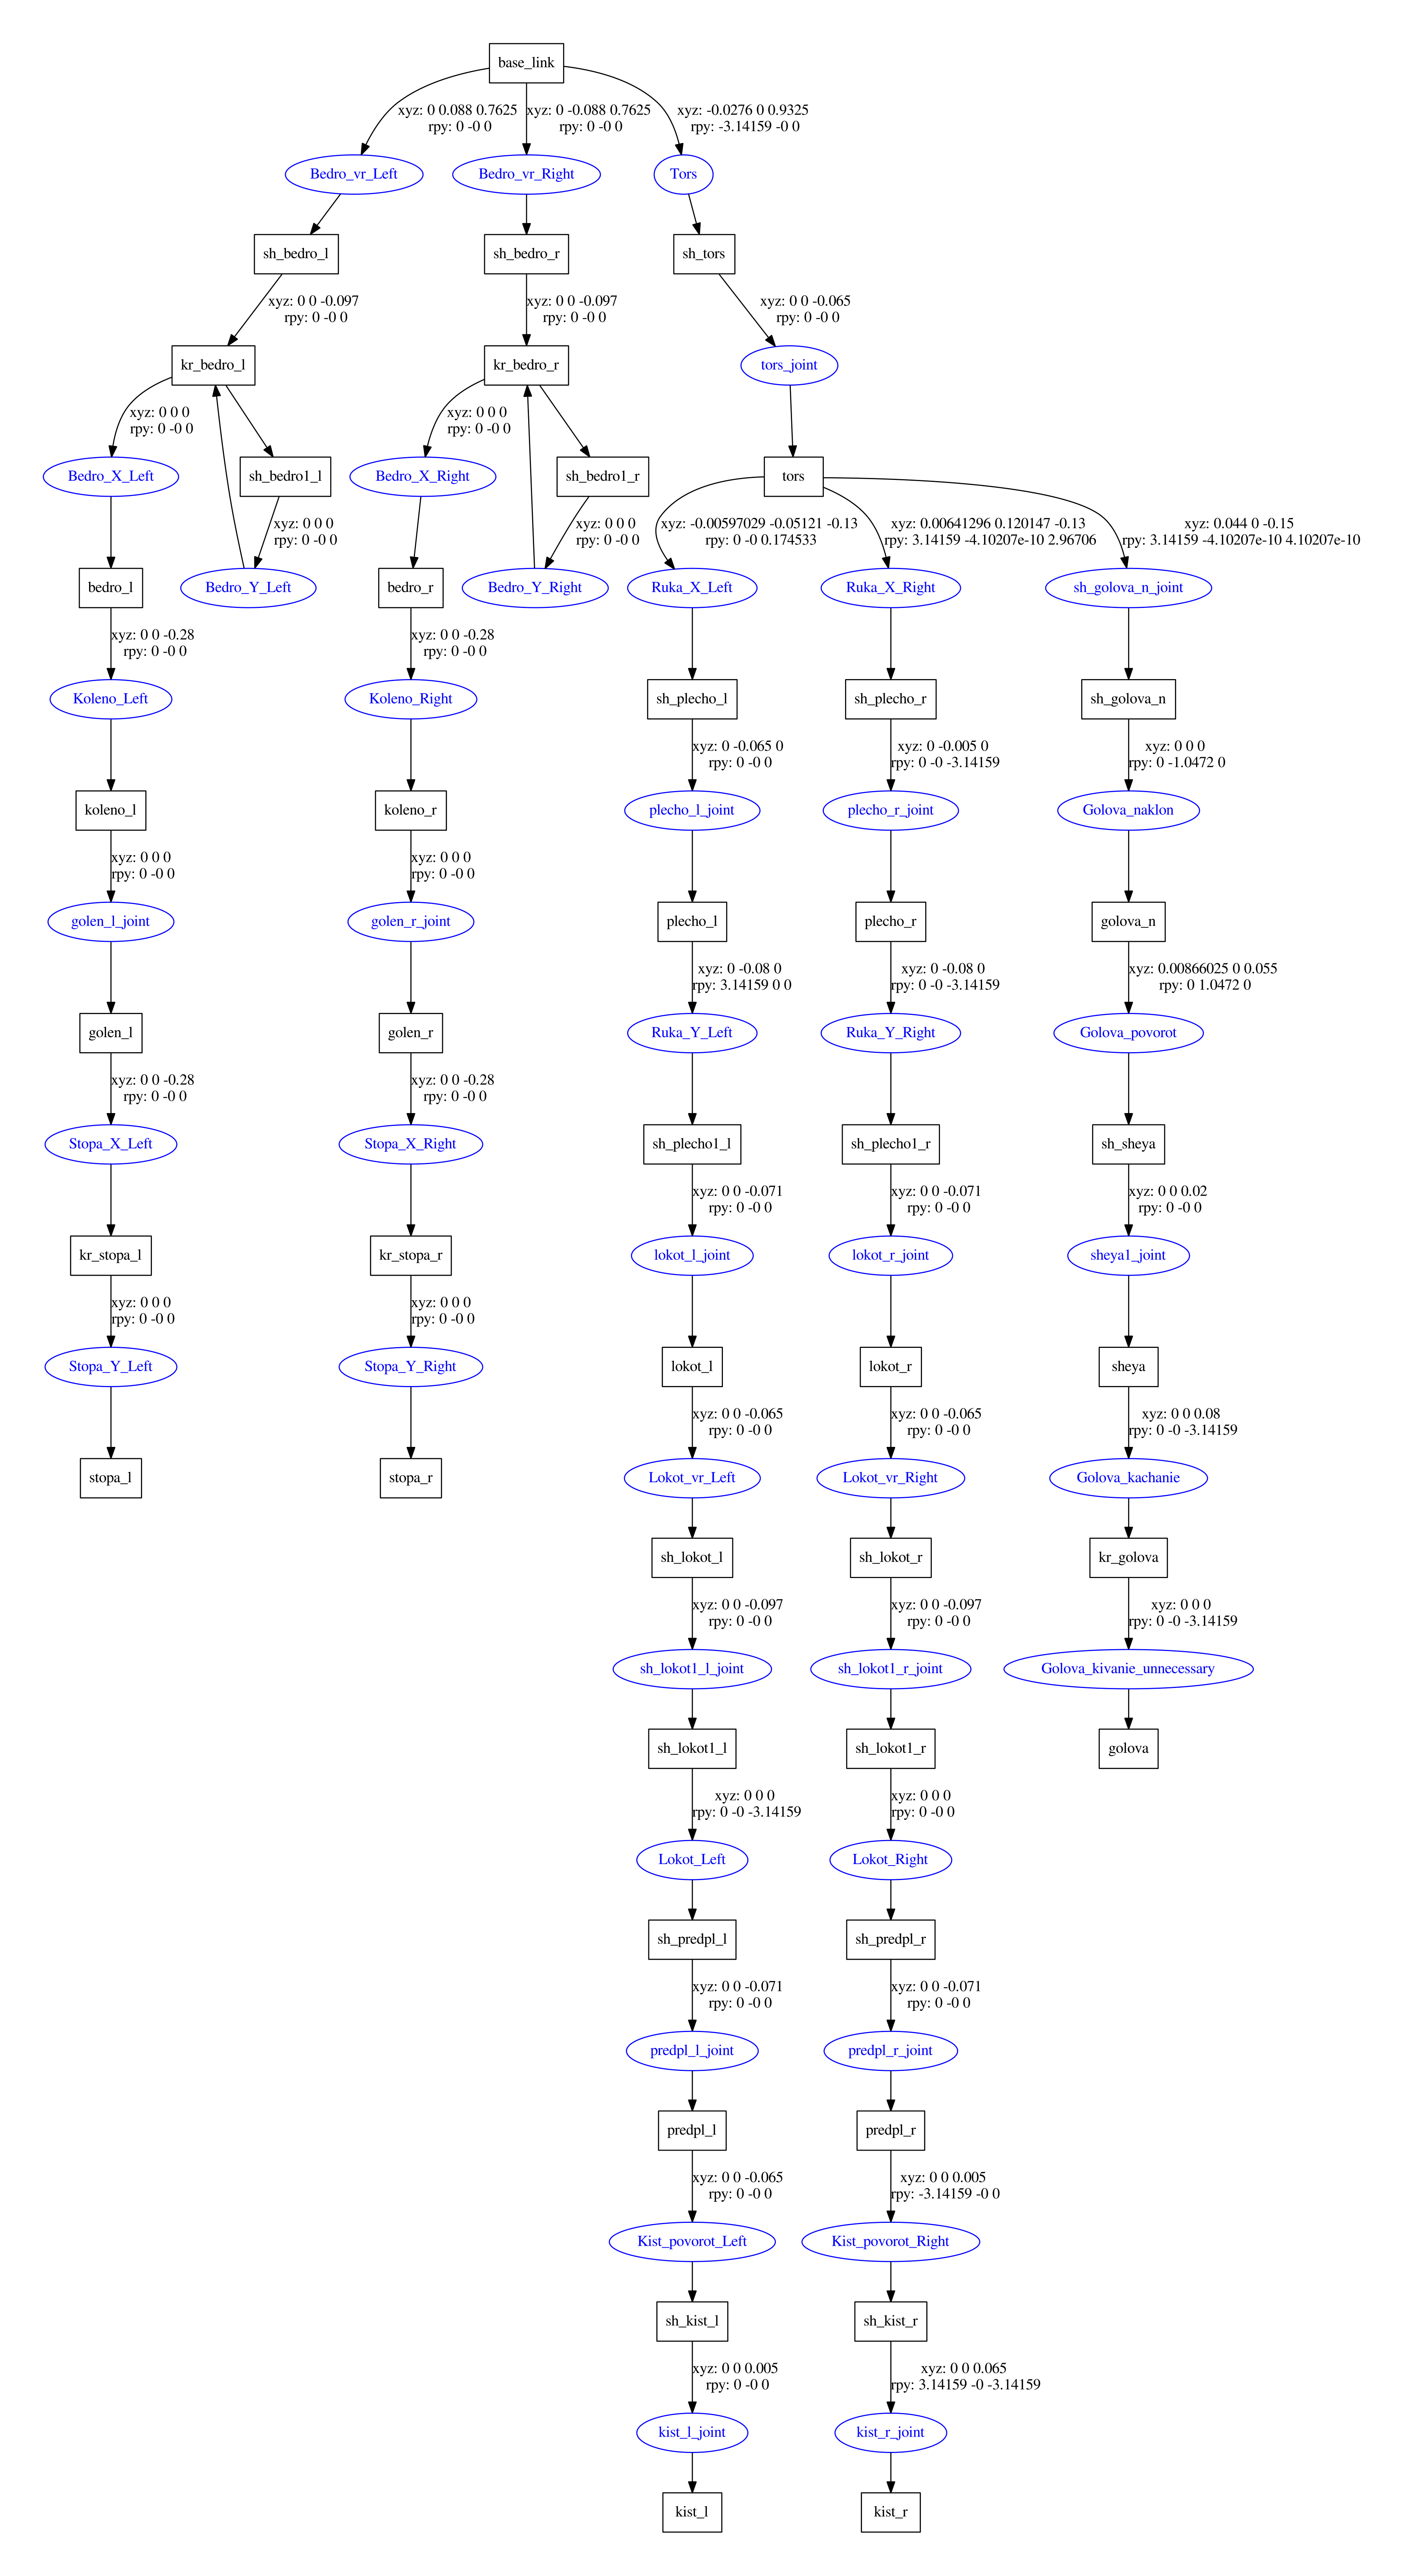 base_link
xyz: 0 0.088 0.7625
rpy: 0 -0 0
xyz: 0 -0.088 0.7625
rpy: 0 -0 0
xyz: -0.0276 0 0.9325
rpy: -3.14159 -0 0
Bedro_vr_Left
Bedro_vr_Right
Tors
sh_bedro_l
sh_bedro_r
sh_tors
xyz: 0 0 -0.097
rpy: 0 -0 0
xyz: 0 0 -0.097
rpy: 0 -0 0
xyz: 0 0 -0.065
rpy: 0 -0 0
kr_bedro_l
kr_bedro_r
tors_joint
xyz: 0 0 0
rpy: 0 -0 0
xyz: 0 0 0
rpy: 0 -0 0
Bedro_X_Left
sh_bedro1_l
Bedro_X_Right
sh_bedro1_r
tors
xyz: 0 0 0
rpy: 0 -0 0
xyz: 0 0 0
rpy: 0 -0 0
xyz: -0.00597029 -0.05121 -0.13
rpy: 0 -0 0.174533
xyz: 0.00641296 0.120147 -0.13
rpy: 3.14159 -4.10207e-10 2.96706
xyz: 0.044 0 -0.15
rpy: 3.14159 -4.10207e-10 4.10207e-10
bedro_l
Bedro_Y_Left
bedro_r
Bedro_Y_Right
Ruka_X_Left
Ruka_X_Right
sh_golova_n_joint
xyz: 0 0 -0.28
rpy: 0 -0 0
xyz: 0 0 -0.28
rpy: 0 -0 0
Koleno_Left
Koleno_Right
sh_plecho_l
sh_plecho_r
sh_golova_n
xyz: 0 -0.065 0
rpy: 0 -0 0
xyz: 0 -0.005 0
rpy: 0 -0 -3.14159
xyz: 0 0 0
rpy: 0 -1.0472 0
koleno_l
koleno_r
plecho_l_joint
plecho_r_joint
Golova_naklon
xyz: 0 0 0
rpy: 0 -0 0
xyz: 0 0 0
rpy: 0 -0 0
golen_l_joint
golen_r_joint
plecho_l
plecho_r
golova_n
xyz: 0 -0.08 0
rpy: 3.14159 0 0
xyz: 0 -0.08 0
rpy: 0 -0 -3.14159
xyz: 0.00866025 0 0.055
rpy: 0 1.0472 0
golen_l
golen_r
Ruka_Y_Left
Ruka_Y_Right
Golova_povorot
xyz: 0 0 -0.28
rpy: 0 -0 0
xyz: 0 0 -0.28
rpy: 0 -0 0
Stopa_X_Left
Stopa_X_Right
sh_plecho1_l
sh_plecho1_r
sh_sheya
xyz: 0 0 -0.071
rpy: 0 -0 0
xyz: 0 0 -0.071
rpy: 0 -0 0
xyz: 0 0 0.02
rpy: 0 -0 0
kr_stopa_l
kr_stopa_r
lokot_l_joint
lokot_r_joint
sheya1_joint
xyz: 0 0 0
rpy: 0 -0 0
xyz: 0 0 0
rpy: 0 -0 0
Stopa_Y_Left
Stopa_Y_Right
lokot_l
lokot_r
sheya
xyz: 0 0 -0.065
rpy: 0 -0 0
xyz: 0 0 -0.065
rpy: 0 -0 0
xyz: 0 0 0.08
rpy: 0 -0 -3.14159
stopa_l
stopa_r
Lokot_vr_Left
Lokot_vr_Right
Golova_kachanie
sh_lokot_l
sh_lokot_r
kr_golova
xyz: 0 0 -0.097
rpy: 0 -0 0
xyz: 0 0 -0.097
rpy: 0 -0 0
xyz: 0 0 0
rpy: 0 -0 -3.14159
sh_lokot1_l_joint
sh_lokot1_r_joint
Golova_kivanie_unnecessary
sh_lokot1_l
sh_lokot1_r
golova
xyz: 0 0 0
rpy: 0 -0 -3.14159
xyz: 0 0 0
rpy: 0 -0 0
Lokot_Left
Lokot_Right
sh_predpl_l
sh_predpl_r
xyz: 0 0 -0.071
rpy: 0 -0 0
xyz: 0 0 -0.071
rpy: 0 -0 0
predpl_l_joint
predpl_r_joint
predpl_l
predpl_r
xyz: 0 0 -0.065
rpy: 0 -0 0
xyz: 0 0 0.005
rpy: -3.14159 -0 0
Kist_povorot_Left
Kist_povorot_Right
sh_kist_l
sh_kist_r
xyz: 0 0 0.005
rpy: 0 -0 0
xyz: 0 0 0.065
rpy: 3.14159 -0 -3.14159
kist_l_joint
kist_r_joint
kist_l
kist_r